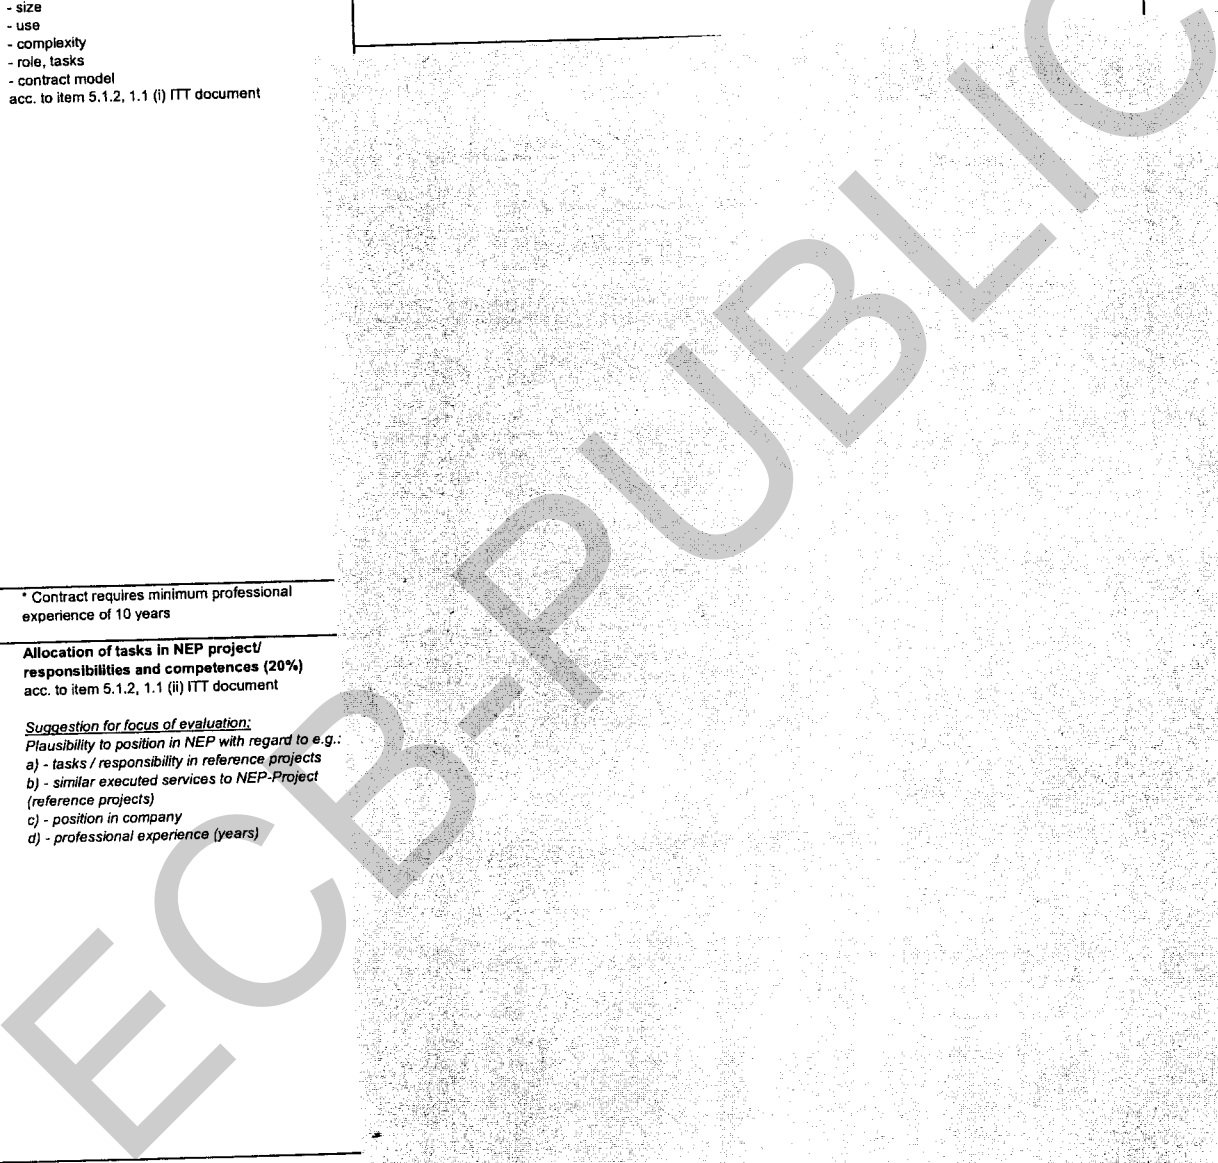 - size
- use
- complexity
- role, tasks
- contract model
acc. to item 5.1.2, 1.1 (i) ITT document
* Contract requires minimum professional
experience of 10 years
Allocation of tasks in NEP project/
responsibilities and competences (20%)
acc. to item 5.1.2, 1.1 (ii) ITT document
Suggestion for focus of evaluation:
Plausibility to position in NEP with regard to e.g.:
a) - tasks / responsibility in reference projects
b) - similar executed services to NEP-Project
(reference projects)
c) - position in company
d) - professional experience (years)
ECB-PUBLIC